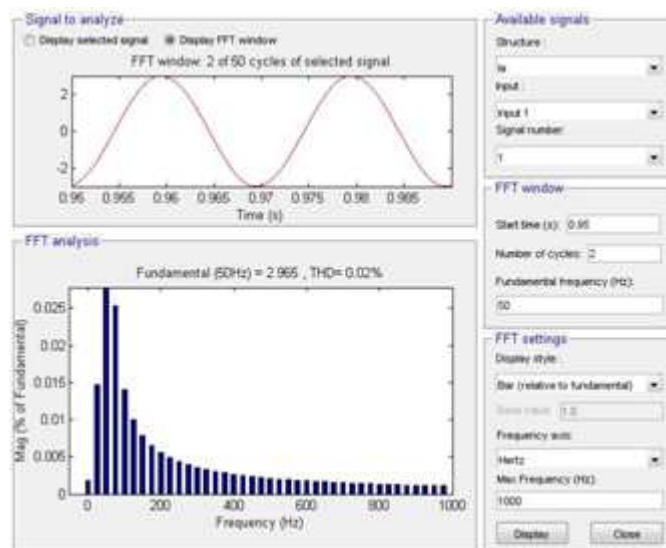 Signal to analyze
Display selected signal
Display FFT window
FFT window: 2 of 50 cycles of selected signal
2
0
-2
0.95 0.955 0.96 0.965 0.97 0.975 0.98 0.985
Time (s)
FFT analysis
Fundamental (50Hz) = 2.965 , THD= 0.02%
Mag (% of Fundamental)
0.025
0.02
0.015
0.01
0.005
0
0 200 400 600 800 1000
Frequency (Hz)
Available signals
Structure :
Ia
Input :
input 1
Signal number:
1
FFT window
Start time (s): 0.95
Number of cycles: 2
Fundamental frequency (Hz):
50
FFT settings
Display style :
Bar (relative to fundamental)
Base value: 1.0
Frequency axis:
Hertz
Max Frequency (Hz):
1000
Display
Close